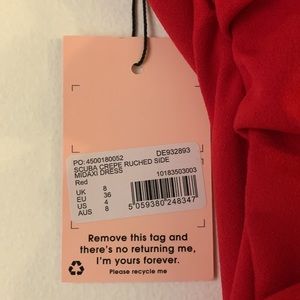 PO:4500180052 DE932893
SCUBA CREPE RUCHED SIDE
MIDAXI DRESS
Red 10183503003
UK 8
EU 36
US 4
AUS 8
5 059380 248347
Remove this tag and
there's no returning me,
I'm yours forever.
Please recycle me